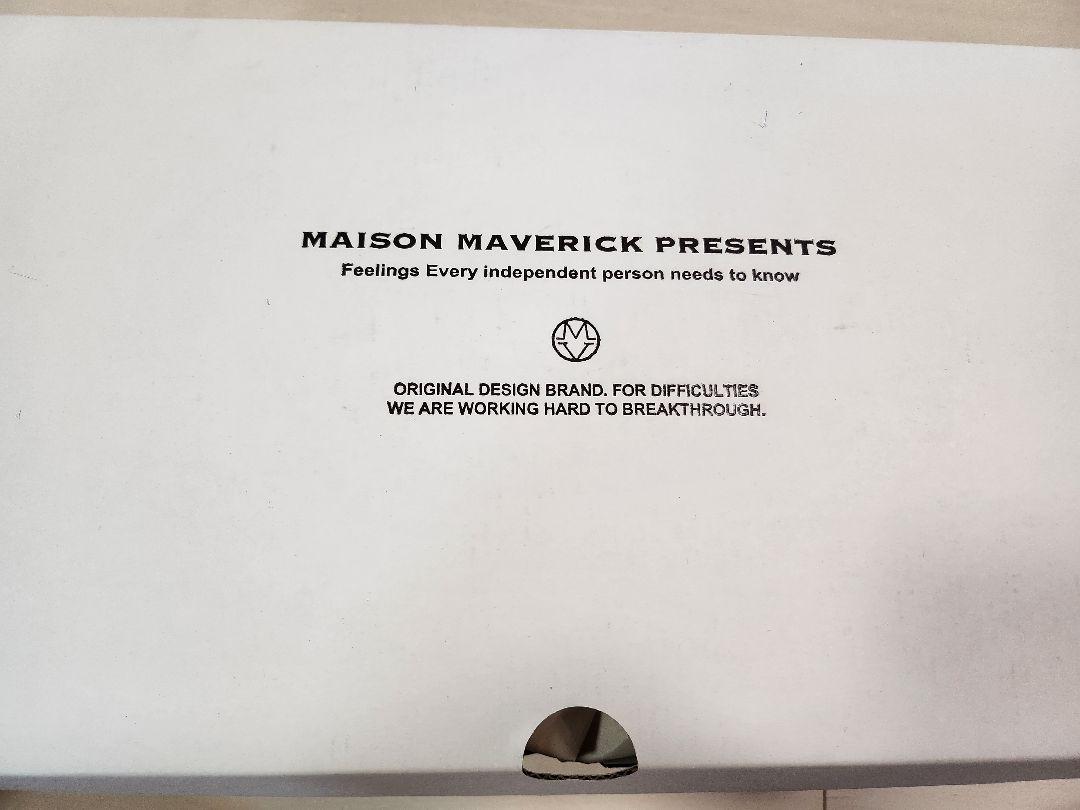 MAISON MAVERICK PRESENTS
Feelings Every independent person needs to know
MV
ORIGINAL DESIGN BRAND. FOR DIFFICULTIES
WE ARE WORKING HARD TO BREAKTHROUGH.